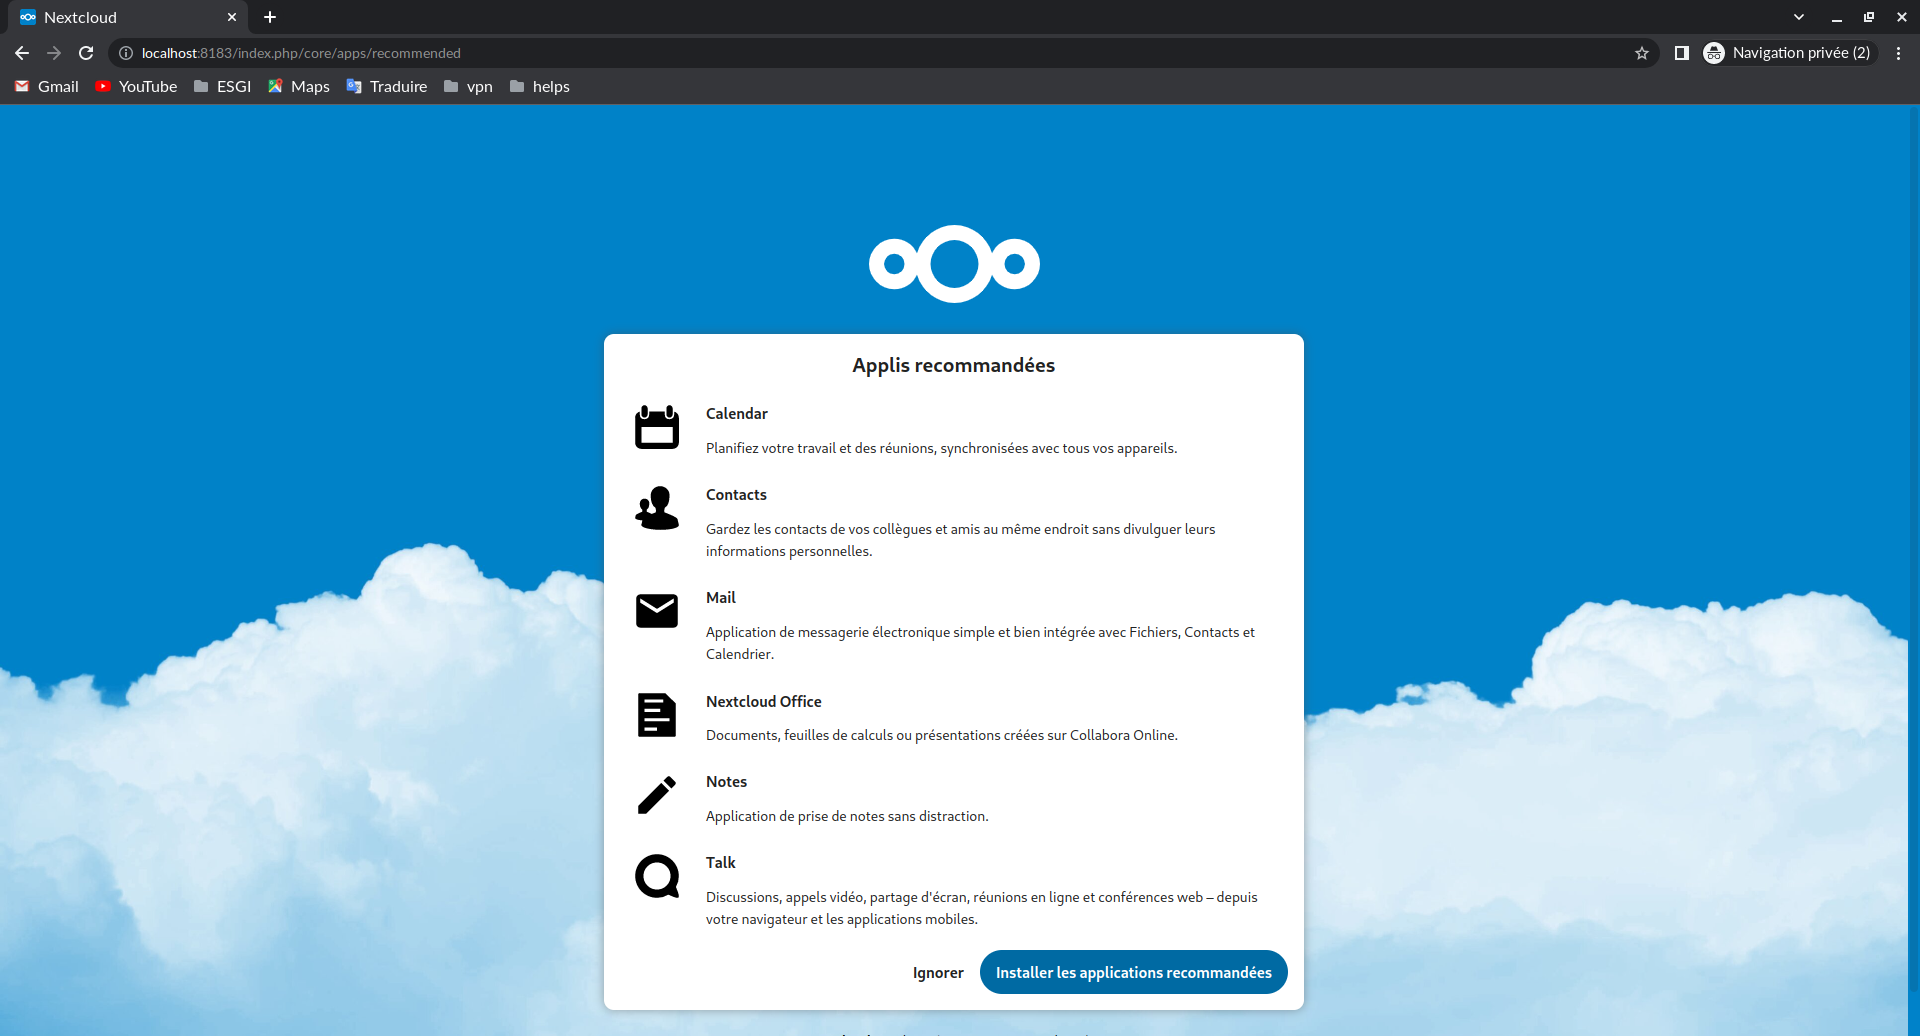 Nextcloud
localhost:8183/index.php/core/apps/recommended
Navigation privée (2)
Gmail YouTube ESGI Maps Traduire vpn helps
Applis recommandées
Calendar
Planifiez votre travail et des réunions, synchronisées avec tous vos appareils.
Contacts
Gardez les contacts de vos collègues et amis au même endroit sans divulguer leurs
informations personnelles.
Mail
Application de messagerie électronique simple et bien intégrée avec Fichiers, Contacts et
Calendrier.
Nextcloud Office
Documents, feuilles de calculs ou présentations créées sur Collabora Online.
Notes
Application de prise de notes sans distraction.
Talk
Discussions, appels vidéo, partage d'écran, réunions en ligne et conférences web – depuis
votre navigateur et les applications mobiles.
Ignorer
Installer les applications recommandées